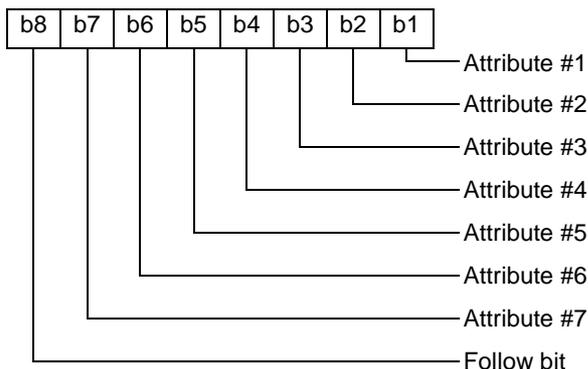 b8 b7 b6 b5 b4 b3 b2 b1
Attribute #1
Attribute #2
Attribute #3
Attribute #4
Attribute #5
Attribute #6
Attribute #7
Follow bit